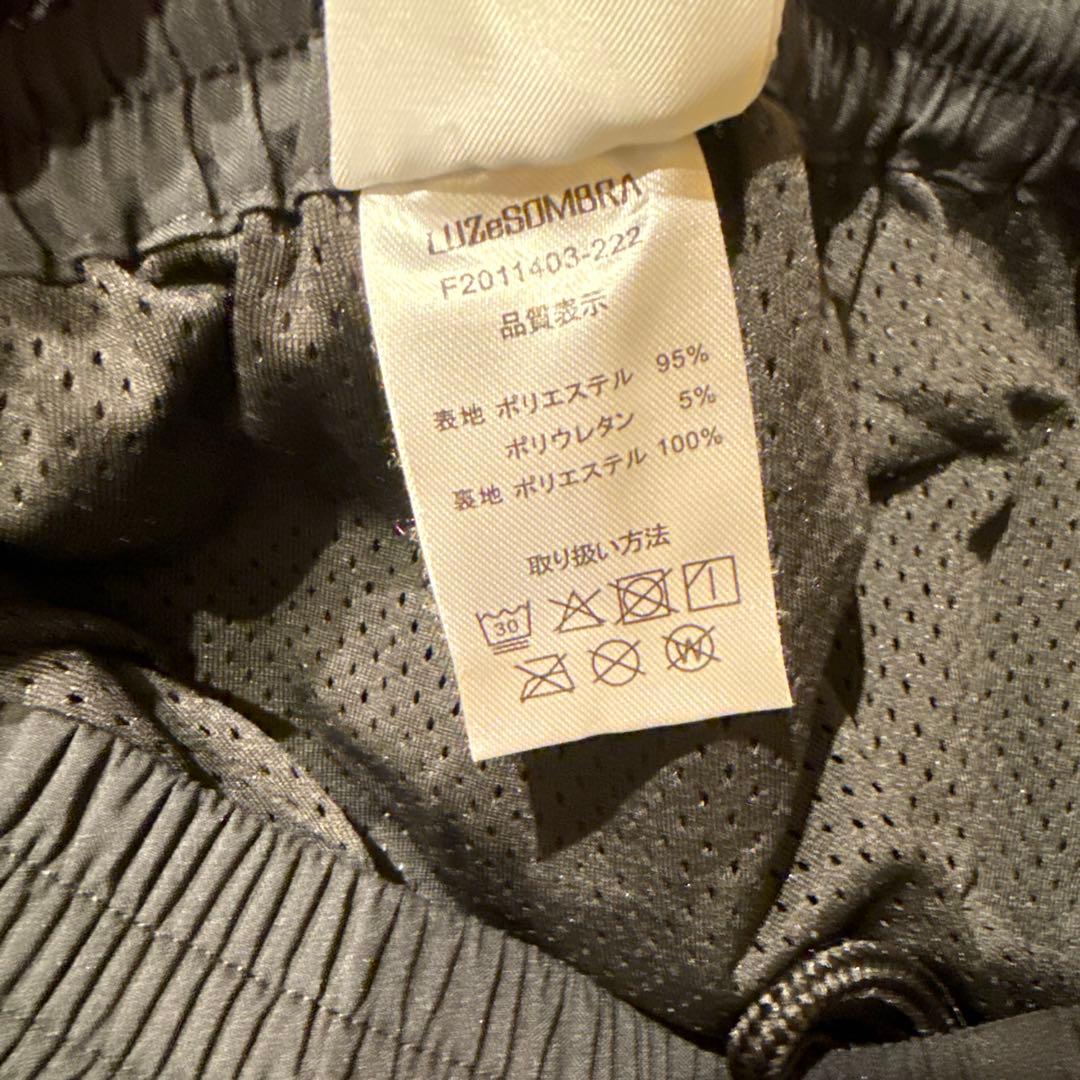 LUZeSOMBRA
F2011403-222
品質表示
表地 ポリエステル 95%
ポリウレタン 5%
裏地 ポリエステル 100%
取り扱い方法
30
W